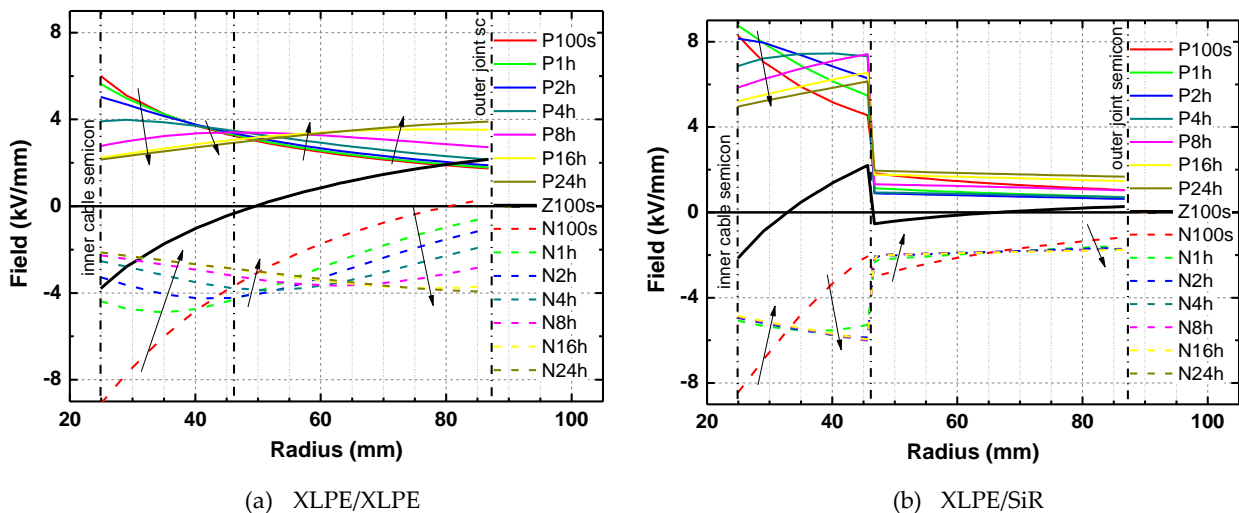 8
4
0
-4
-8
20
40
60
80
100
Field (kV/mm)
Radius (mm)
inner cable semicon
outer joint sc
P100s
P1h
P2h
P4h
P8h
P16h
P24h
Z100s
N100s
N1h
N2h
N4h
N8h
N16h
N24h
(a) XLPE/XLPE
8
4
0
-4
-8
20
40
60
80
100
Field (kV/mm)
Radius (mm)
inner cable semicon
outer joint semicon
P100s
P1h
P2h
P4h
P8h
P16h
P24h
Z100s
N100s
N1h
N2h
N4h
N8h
N16h
N24h
(b) XLPE/SiR